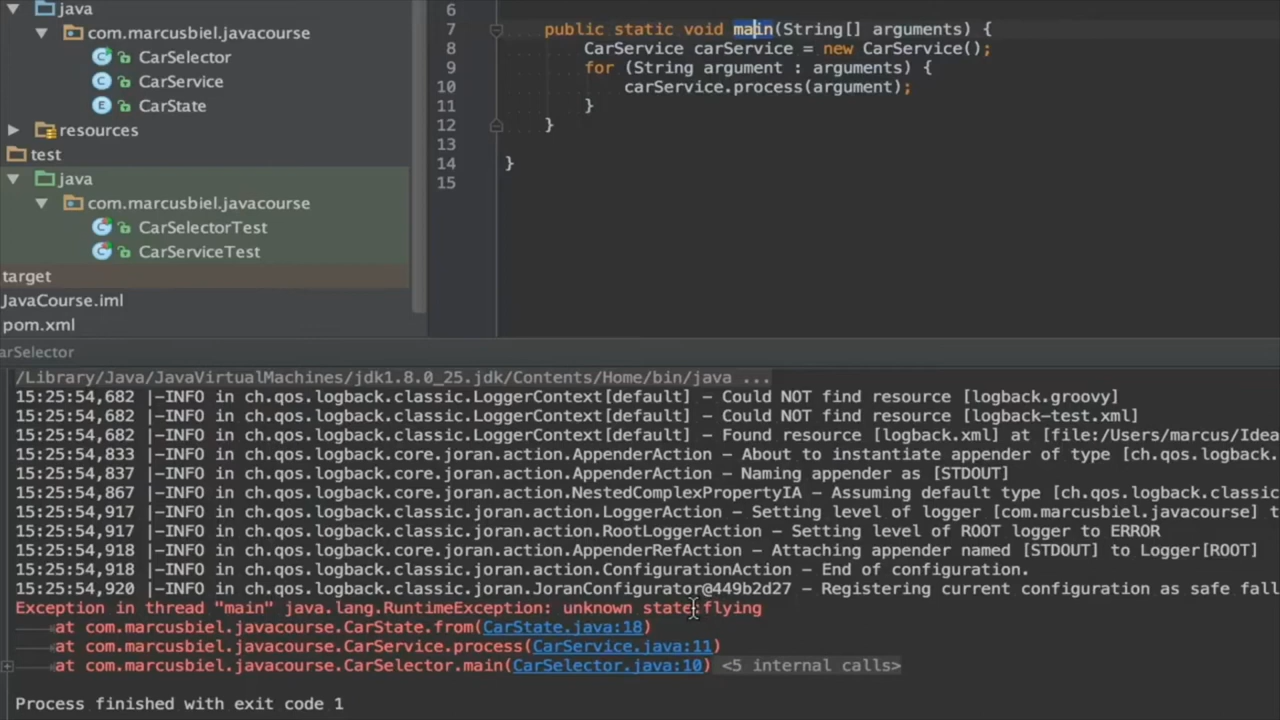 java
com.marcusbiel.javacourse
CarSelector
CarService
CarState
resources
test
java
com.marcusbiel.javacourse
CarSelectorTest
CarServiceTest
target
JavaCourse.iml
pom.xml
6
7 public static void main(String[] arguments) {
8 CarService carService = new CarService();
9 for (String argument : arguments) {
10 carService.process(argument);
11 }
12 }
13
14 }
15
arSelector
/Library/Java/JavaVirtualMachines/jdk1.8.0_25.jdk/Contents/Home/bin/java ...
15:25:54,682 |-INFO in ch.qos.logback.classic.LoggerContext[default] - Could NOT find resource [logback.groovy]
15:25:54,682 |-INFO in ch.qos.logback.classic.LoggerContext[default] - Could NOT find resource [logback-test.xml]
15:25:54,682 |-INFO in ch.qos.logback.classic.LoggerContext[default] - Found resource [logback.xml] at [file:/Users/marcus/Idea
15:25:54,833 |-INFO in ch.qos.logback.core.joran.action.AppenderAction - About to instantiate appender of type [ch.qos.logback.
15:25:54,837 |-INFO in ch.qos.logback.core.joran.action.AppenderAction - Naming appender as [STDOUT]
15:25:54,867 |-INFO in ch.qos.logback.core.joran.action.NestedComplexPropertyIA - Assuming default type [ch.qos.logback.classic
15:25:54,917 |-INFO in ch.qos.logback.classic.joran.action.LoggerAction - Setting level of logger [com.marcusbiel.javacourse] t
15:25:54,917 |-INFO in ch.qos.logback.classic.joran.action.RootLoggerAction - Setting level of ROOT logger to ERROR
15:25:54,918 |-INFO in ch.qos.logback.core.joran.action.AppenderRefAction - Attaching appender named [STDOUT] to Logger[ROOT]
15:25:54,918 |-INFO in ch.qos.logback.classic.joran.action.ConfigurationAction - End of configuration.
15:25:54,920 |-INFO in ch.qos.logback.classic.joran.JoranConfigurator@449b2d27 - Registering current configuration as safe fall
Exception in thread "main" java.lang.RuntimeException: unknown state:flying
at com.marcusbiel.javacourse.CarState.from(CarState.java:18)
at com.marcusbiel.javacourse.CarService.process(CarService.java:11)
at com.marcusbiel.javacourse.CarSelector.main(CarSelector.java:10) <5 internal calls>
Process finished with exit code 1